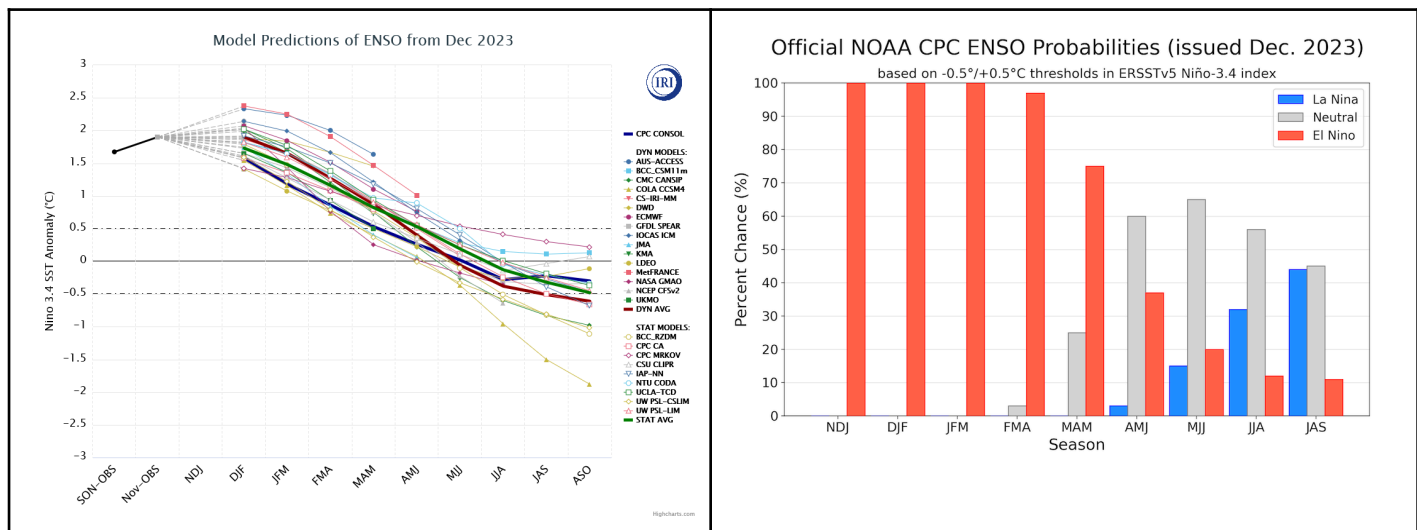 Model Predictions of ENSO from Dec 2023
IRI
Nino 3.4 SST Anomaly (°C)
3
2.5
2
1.5
1
0.5
0
−0.5
−1
−1.5
−2
−2.5
−3
SON-OBS
Nov-OBS
NDJ
DJF
JFM
FMA
MAM
AMJ
MJJ
JJA
JAS
ASO
CPC CONSOL
DYN MODELS:
AUS-ACCESS
BCC_CSM11m
CMC CANSIP
COLA CCSM4
CS-IRI-MM
DWD
ECMWF
GFDL SPEAR
IOCAS ICM
JMA
KMA
LDEO
MetFRANCE
NASA GMAO
NCEP CFSv2
UKMO
DYN AVG
STAT MODELS:
BCC_RZDM
CPC CA
CPC MRKOV
CSU CLIPR
IAP-NN
NTU CODA
UCLA-TCD
UW PSL-CSLIM
UW PSL-LIM
STAT AVG
Highcharts.com
Official NOAA CPC ENSO Probabilities (issued Dec. 2023)
based on -0.5°/+0.5°C thresholds in ERSSTv5 Niño-3.4 index
La Nina
Neutral
El Nino
Percent Chance (%)
100
90
80
70
60
50
40
30
20
10
0
NDJ
DJF
JFM
FMA
MAM
AMJ
MJJ
JJA
JAS
Season